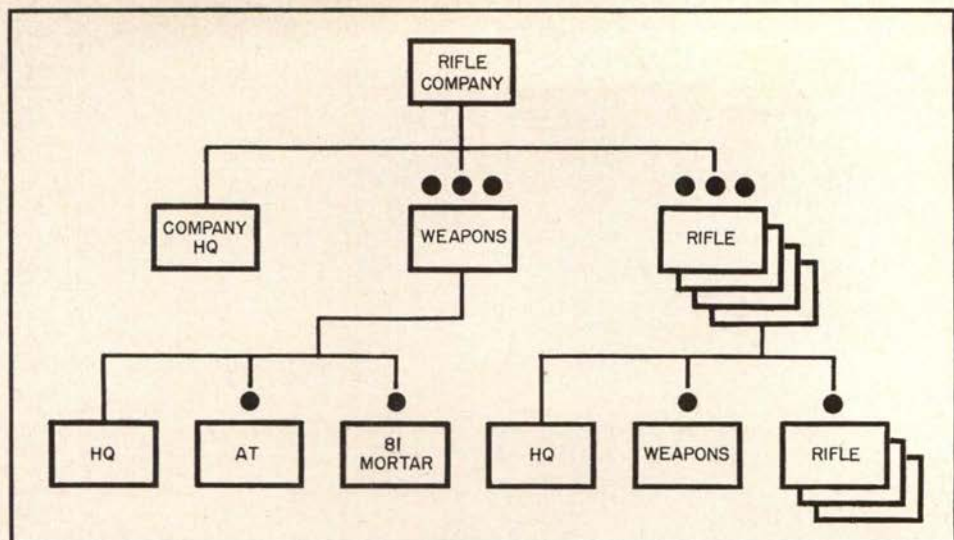 RIFLE
COMPANY
COMPANY
HQ
WEAPONS
RIFLE
HQ
AT
81
MORTAR
HQ
WEAPONS
RIFLE